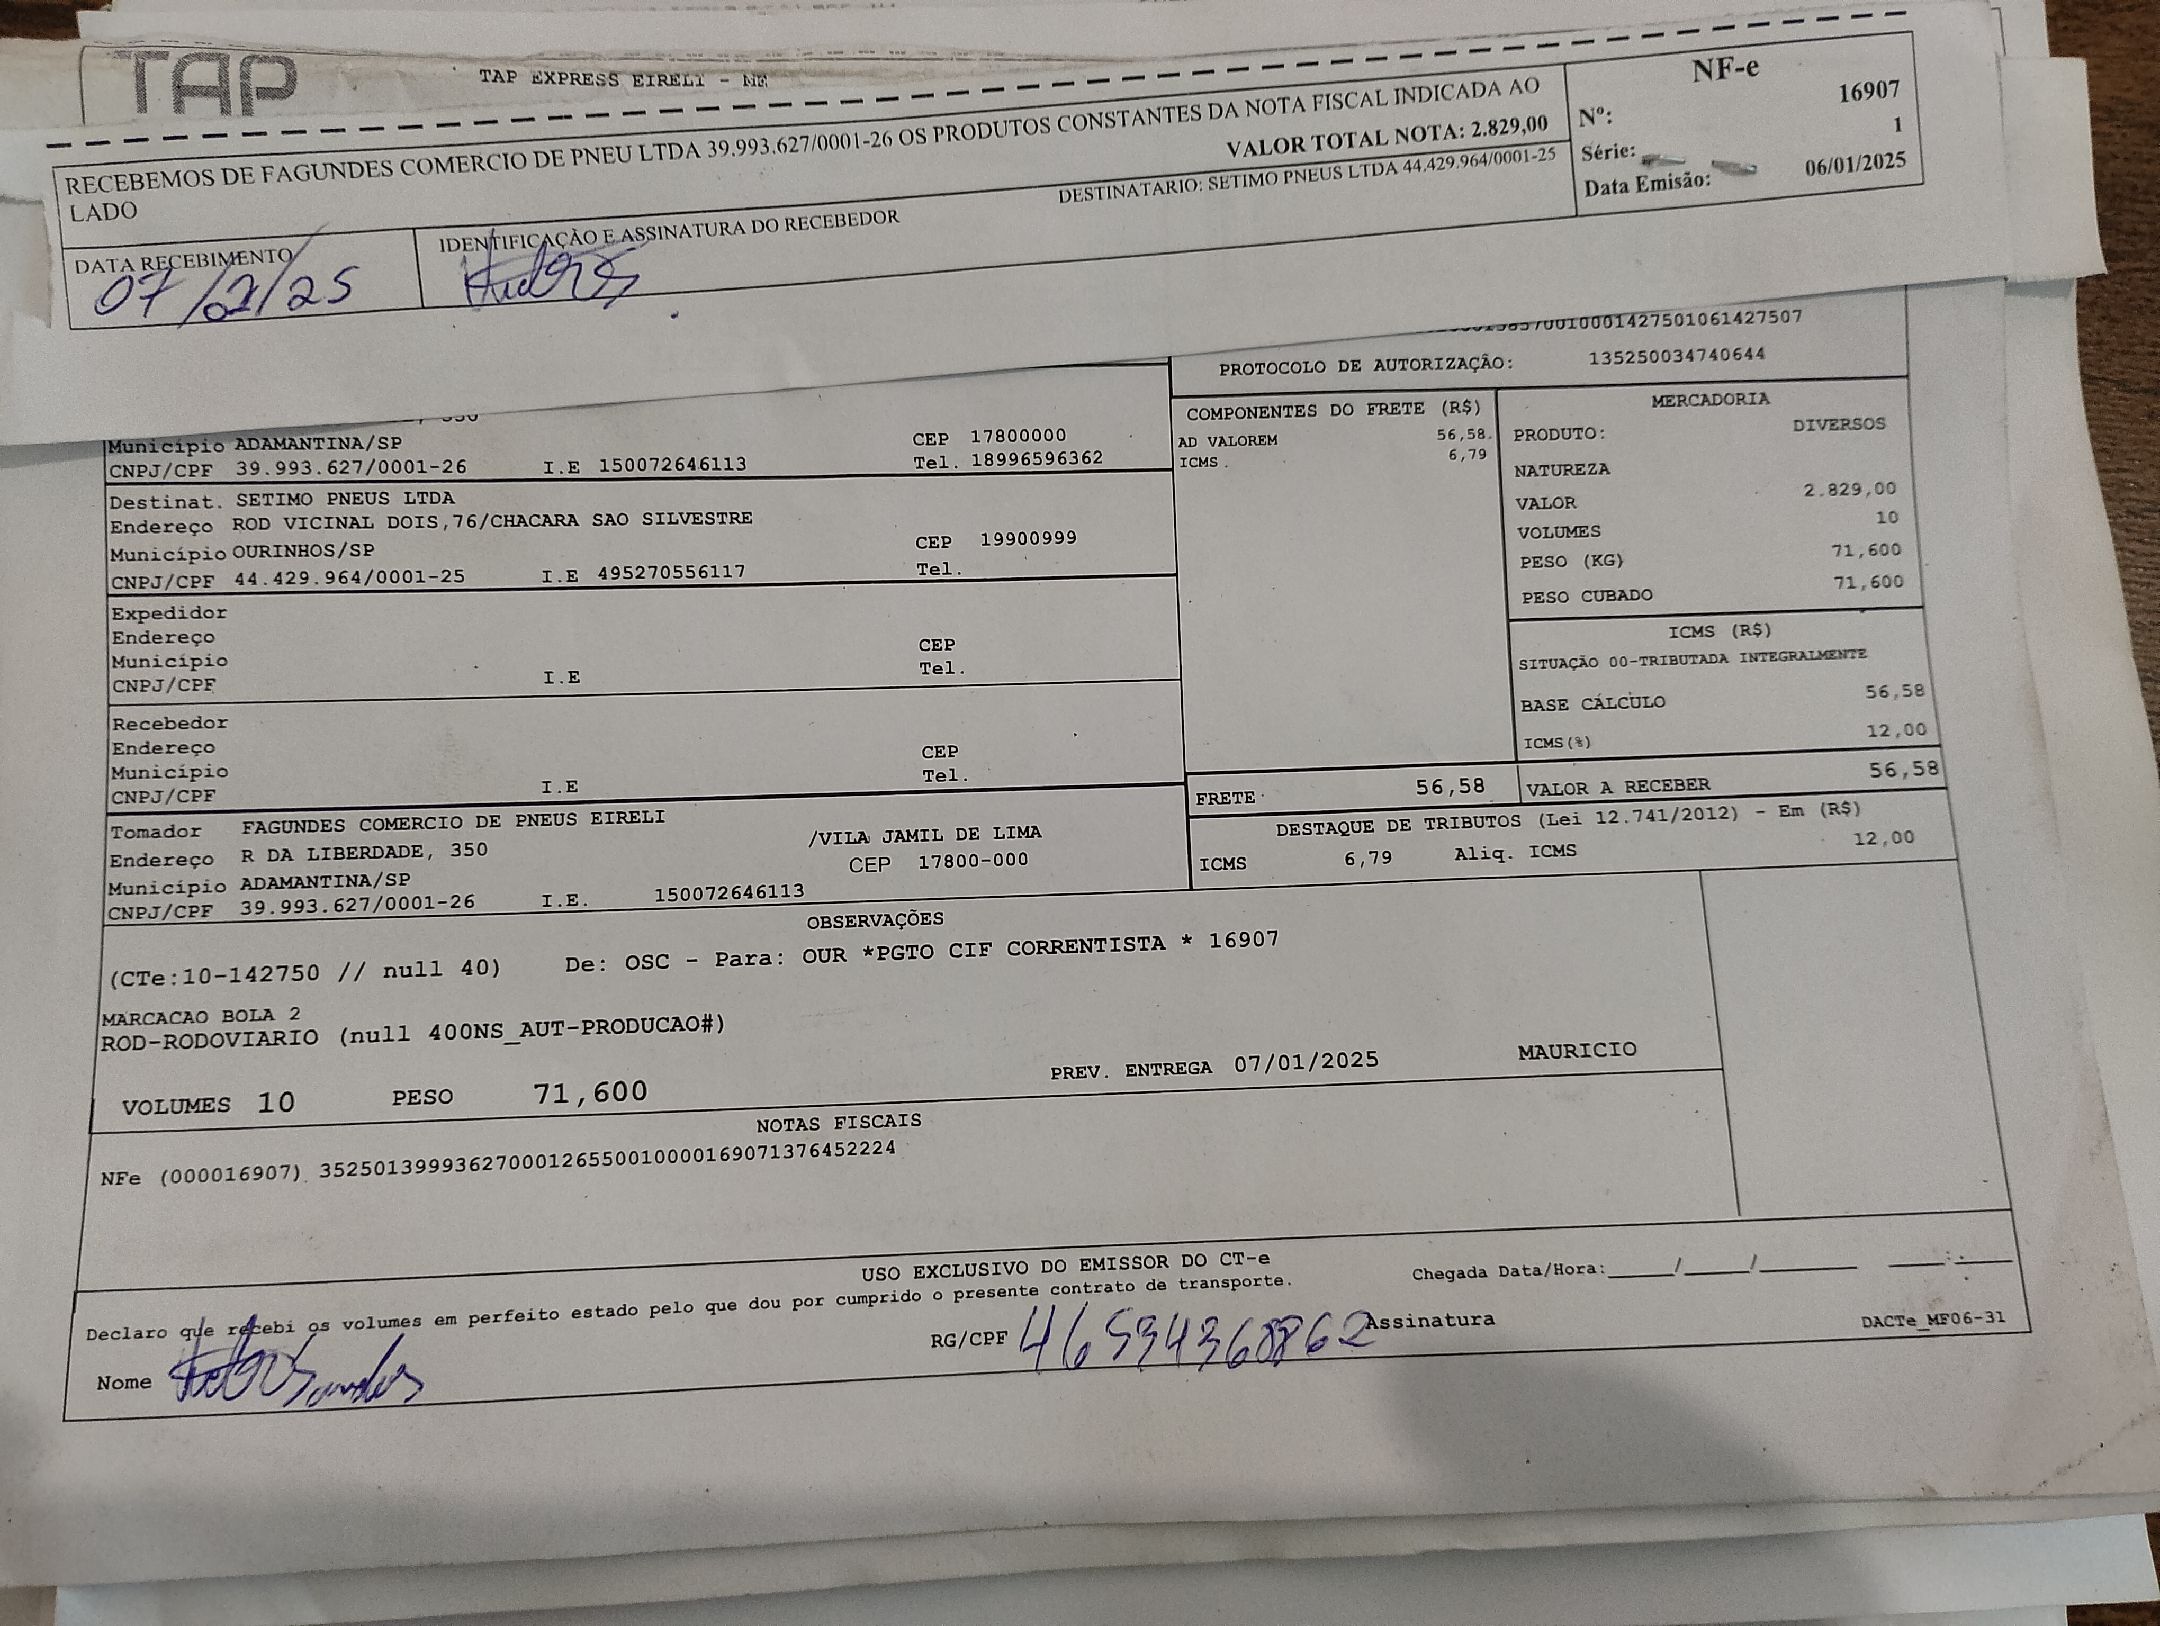 TAP
TAP EXPRESS EIRELI - ME
RECEBEMOS DE FAGUNDES COMERCIO DE PNEU LTDA 39.993.627/0001-26 OS PRODUTOS CONSTANTES DA NOTA FISCAL INDICADA AO
LADO
VALOR TOTAL NOTA: 2.829,00
DESTINATARIO: SETIMO PNEUS LTDA 44.429.964/0001-25
NF-e
Nº: 16907
Série: 1
Data Emissão: 06/01/2025
DATA RECEBIMENTO
IDENTIFICAÇÃO E ASSINATURA DO RECEBEDOR
0010001427501061427507
PROTOCOLO DE AUTORIZAÇÃO: 135250034740644
Município ADAMANTINA/SP CEP 17800000
CNPJ/CPF 39.993.627/0001-26 I.E 150072646113 Tel. 18996596362
Destinat. SETIMO PNEUS LTDA
Endereço ROD VICINAL DOIS,76/CHACARA SAO SILVESTRE
Município OURINHOS/SP CEP 19900999
CNPJ/CPF 44.429.964/0001-25 I.E 495270556117 Tel.
Expedidor
Endereço
Município CEP
CNPJ/CPF I.E Tel.
Recebedor
Endereço
Município CEP
CNPJ/CPF I.E Tel.
Tomador FAGUNDES COMERCIO DE PNEUS EIRELI
Endereço R DA LIBERDADE, 350 /VILA JAMIL DE LIMA
Município ADAMANTINA/SP CEP 17800-000
CNPJ/CPF 39.993.627/0001-26 I.E. 150072646113
COMPONENTES DO FRETE (R$)
AD VALOREM 56,58
ICMS 6,79
MERCADORIA
PRODUTO: DIVERSOS
NATUREZA
VALOR 2.829,00
VOLUMES 10
PESO (KG) 71,600
PESO CUBADO 71,600
ICMS (R$)
SITUAÇÃO 00-TRIBUTADA INTEGRALMENTE
BASE CÁLCULO 56,58
ICMS(%) 12,00
FRETE 56,58 VALOR A RECEBER 56,58
DESTAQUE DE TRIBUTOS (Lei 12.741/2012) - Em (R$)
ICMS 6,79 Aliq. ICMS 12,00
OBSERVAÇÕES
(CTe:10-142750 // null 40) De: OSC - Para: OUR *PGTO CIF CORRENTISTA * 16907
MARCACAO BOLA 2
ROD-RODOVIARIO (null 400NS_AUT-PRODUCAO#)
VOLUMES 10 PESO 71,600 PREV. ENTREGA 07/01/2025 MAURICIO
NOTAS FISCAIS
NFe (000016907) 35250139993627000126550010000169071376452224
USO EXCLUSIVO DO EMISSOR DO CT-e
Declaro que recebi os volumes em perfeito estado pelo que dou por cumprido o presente contrato de transporte.
Chegada Data/Hora:_____/_____/_______ ____:____
Nome RG/CPF 46534368862 Assinatura
DACTe_MF06-31